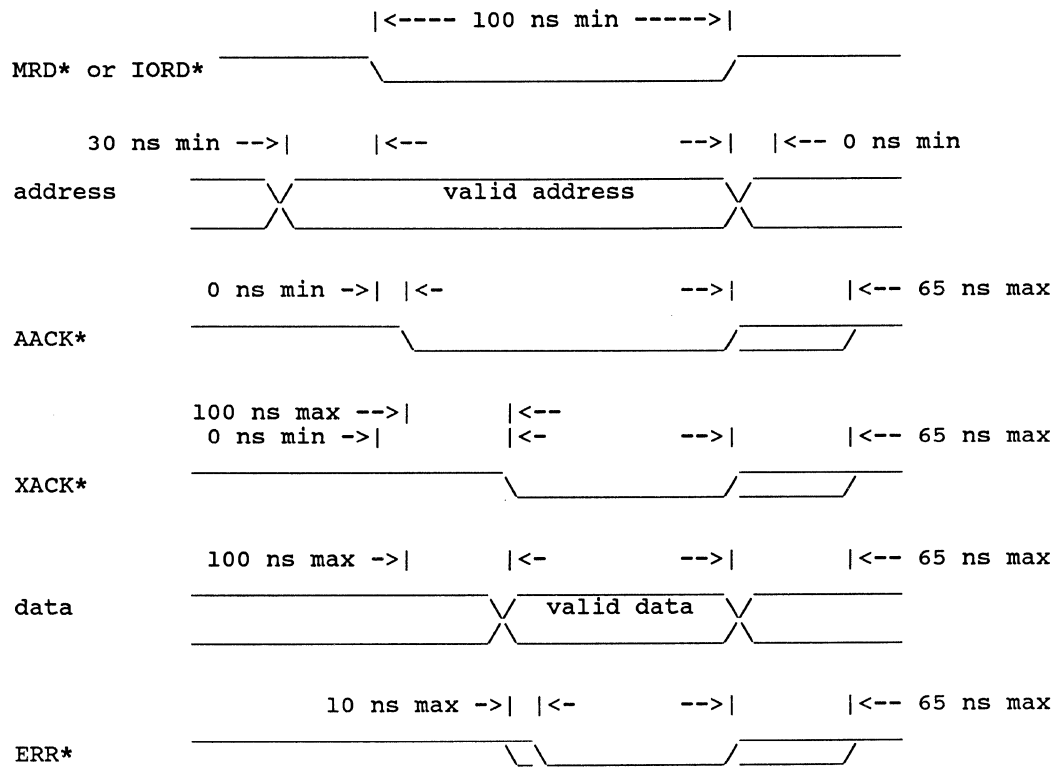 |<---- 100 ns min ----->|
MRD* or IORD*
30 ns min -->| |<-- -->| |<-- 0 ns min
address valid address
0 ns min ->| |<- -->| |<-- 65 ns max
AACK*
100 ns max -->| |<--
0 ns min ->| |<- -->| |<-- 65 ns max
XACK*
100 ns max ->| |<- -->| |<-- 65 ns max
data valid data
10 ns max ->| |<- -->| |<-- 65 ns max
ERR*